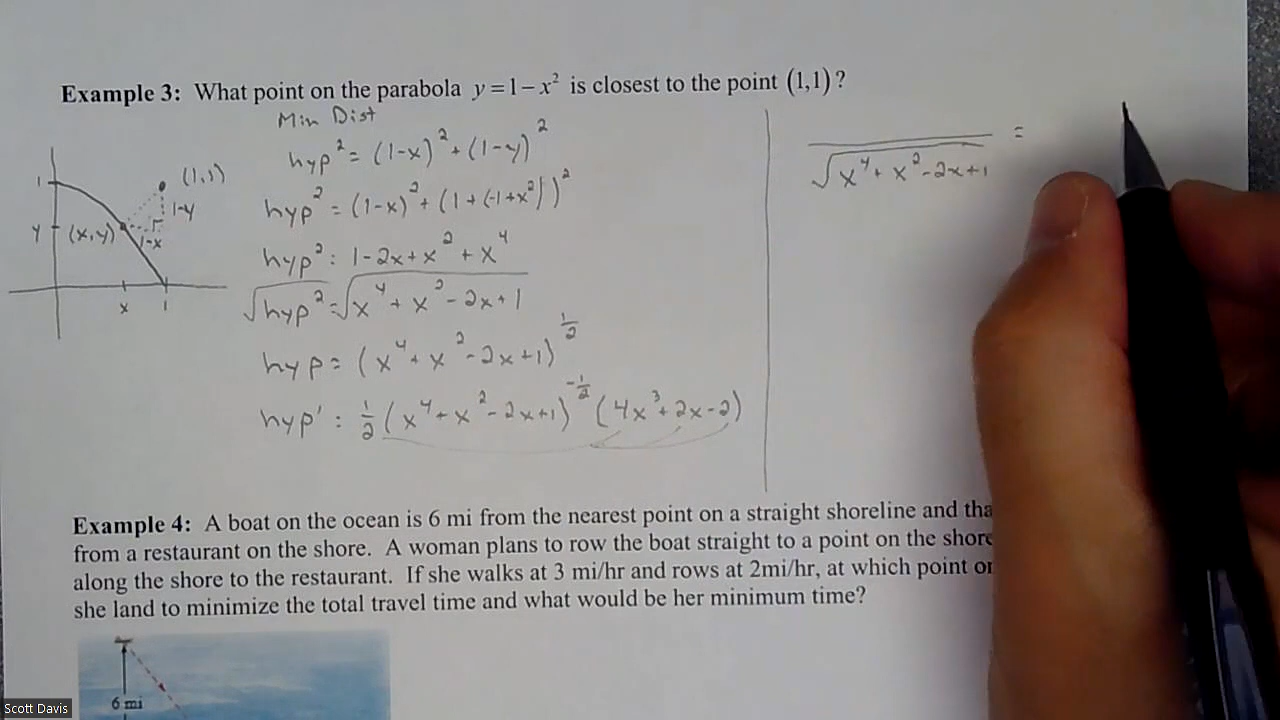 Example 3: What point on the parabola y = 1 − x² is closest to the point (1,1)?
Min Dist
hyp² = (1-x)² + (1-y)²
hyp² = (1-x)² + (1+(-1+x²))²
hyp² = 1-2x+x² + x⁴
√hyp² = √x⁴+x²-2x+1
hyp = (x⁴+x²-2x+1)^½
hyp' = ½(x⁴+x²-2x+1)^-½ (4x³+2x-2)
(1,1)
1
1-y
y
(x,y)
1-x
x
1
=
√x⁴+x²-2x+1
Example 4: A boat on the ocean is 6 mi from the nearest point on a straight shoreline and
from a restaurant on the shore. A woman plans to row the boat straight to a point on the
along the shore to the restaurant. If she walks at 3 mi/hr and rows at 2mi/hr, at which point
she land to minimize the total travel time and what would be her minimum time?
6 mi
Scott Davis